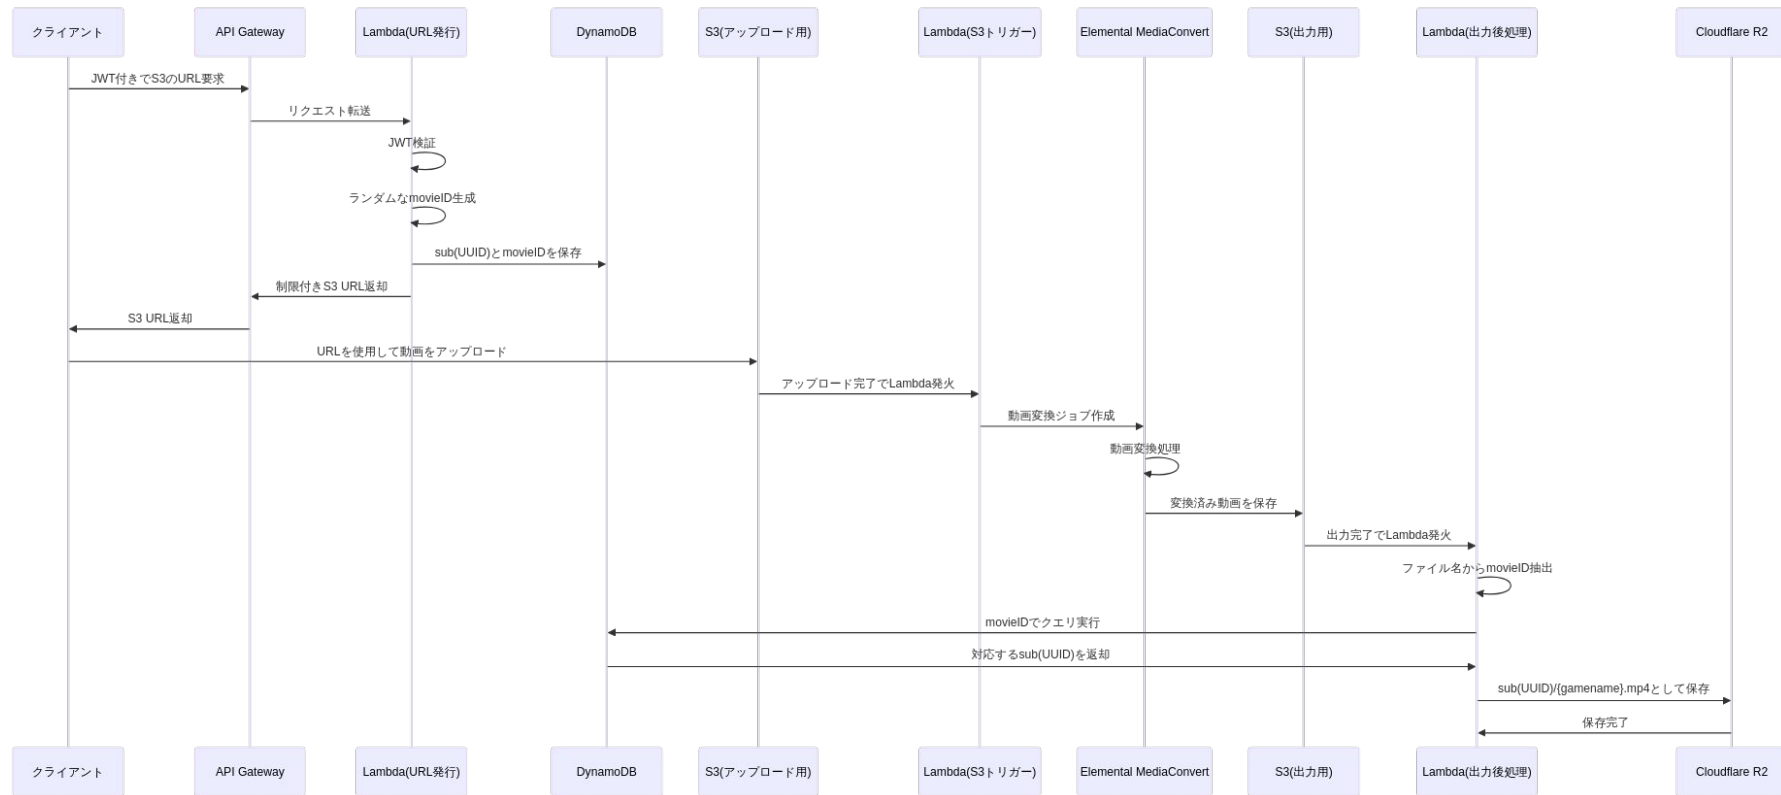 クライアント
API Gateway
Lambda(URL発行)
DynamoDB
S3(アップロード用)
Lambda(S3トリガー)
Elemental MediaConvert
S3(出力用)
Lambda(出力後処理)
Cloudflare R2
JWT付きでS3のURL要求
リクエスト転送
JWT検証
ランダムなmovieID生成
sub(UUID)とmovieIDを保存
制限付きS3 URL返却
S3 URL返却
URLを使用して動画をアップロード
アップロード完了でLambda発火
動画変換ジョブ作成
動画変換処理
変換済み動画を保存
出力完了でLambda発火
ファイル名からmovieID抽出
movieIDでクエリ実行
対応するsub(UUID)を返却
sub(UUID)/{gamename}.mp4として保存
保存完了
クライアント
API Gateway
Lambda(URL発行)
DynamoDB
S3(アップロード用)
Lambda(S3トリガー)
Elemental MediaConvert
S3(出力用)
Lambda(出力後処理)
Cloudflare R2